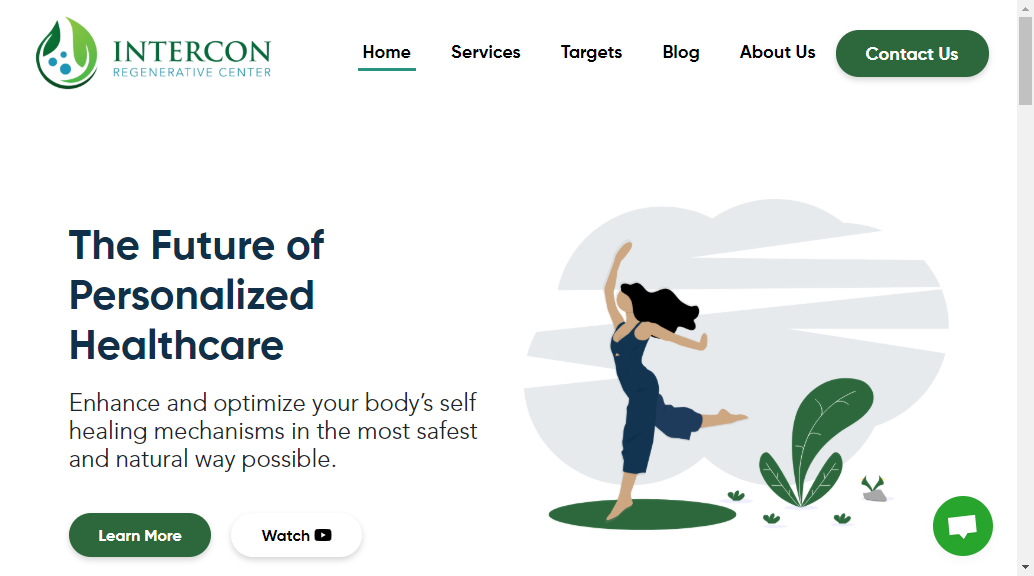 INTERCON
REGENERATIVE CENTER
Home Services Targets Blog About Us Contact Us
The Future of
Personalized
Healthcare
Enhance and optimize your body’s self
healing mechanisms in the most safest
and natural way possible.
Learn More Watch